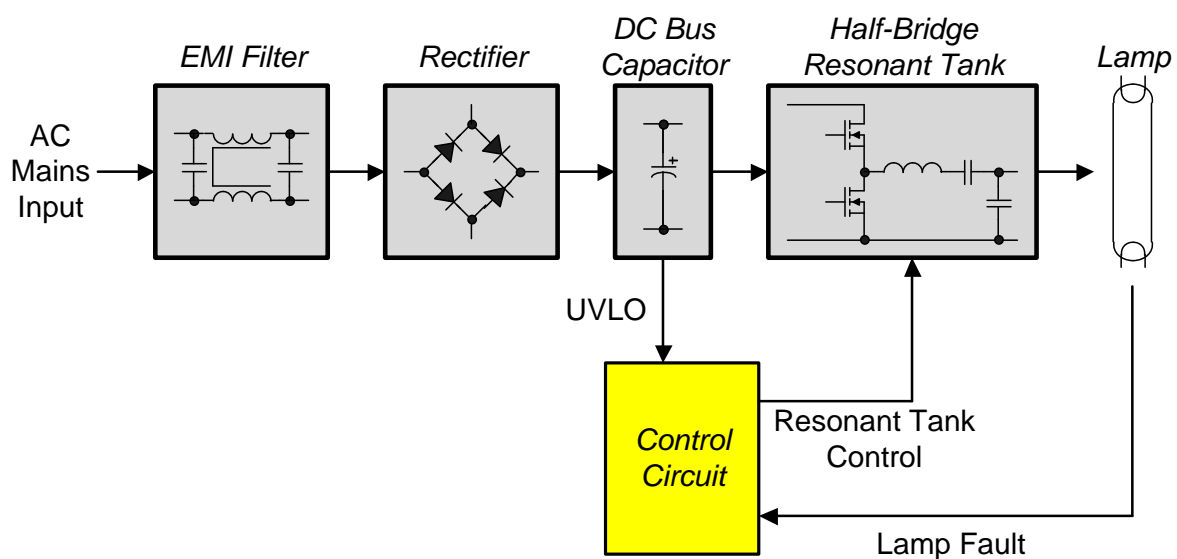 EMI Filter
Rectifier
DC Bus
Capacitor
Half-Bridge
Resonant Tank
Lamp
AC
Mains
Input
+
UVLO
Control
Circuit
Resonant Tank
Control
Lamp Fault